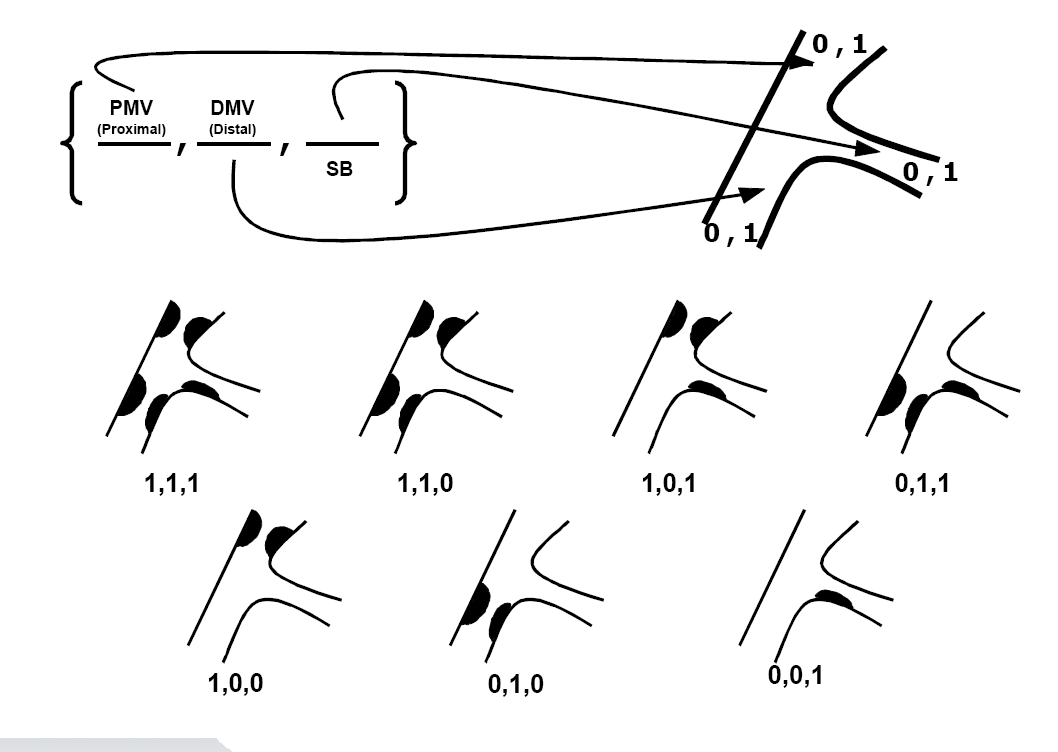 0,1
PMV
(Proximal)
,
DMV
(Distal)
,
SB
0,1
0,1
1,1,1
1,1,0
1,0,1
0,1,1
1,0,0
0,1,0
0,0,1